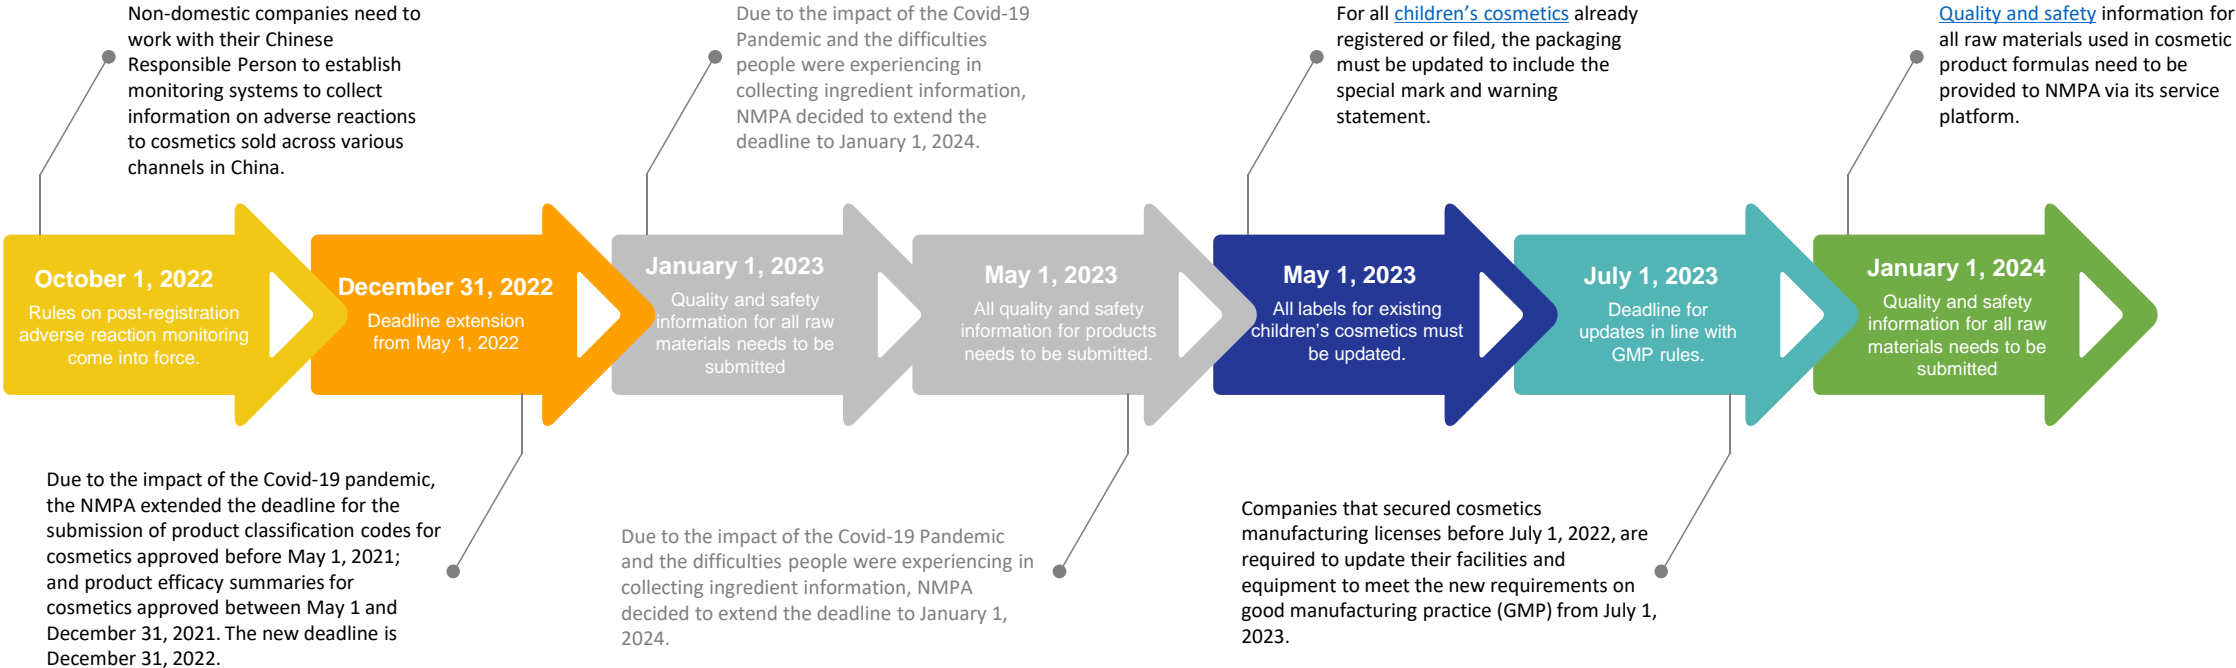 Non-domestic companies need to
work with their Chinese
Responsible Person to establish
monitoring systems to collect
information on adverse reactions
to cosmetics sold across various
channels in China.
Due to the impact of the Covid-19
Pandemic and the difficulties
people were experiencing in
collecting ingredient information,
NMPA decided to extend the
deadline to January 1, 2024.
For all children’s cosmetics already
registered or filed, the packaging
must be updated to include the
special mark and warning
statement.
Quality and safety information for
all raw materials used in cosmetic
product formulas need to be
provided to NMPA via its service
platform.
October 1, 2022
Rules on post-registration
adverse reaction monitoring
come into force.
December 31, 2022
Deadline extension
from May 1, 2022
January 1, 2023
Quality and safety
information for all raw
materials needs to be
submitted
May 1, 2023
All quality and safety
information for products
needs to be submitted.
May 1, 2023
All labels for existing
children’s cosmetics must
be updated.
July 1, 2023
Deadline for
updates in line with
GMP rules.
January 1, 2024
Quality and safety
information for all raw
materials needs to be
submitted
Due to the impact of the Covid-19 pandemic,
the NMPA extended the deadline for the
submission of product classification codes for
cosmetics approved before May 1, 2021;
and product efficacy summaries for
cosmetics approved between May 1 and
December 31, 2021. The new deadline is
December 31, 2022.
Due to the impact of the Covid-19 Pandemic
and the difficulties people were experiencing in
collecting ingredient information, NMPA
decided to extend the deadline to January 1,
2024.
Companies that secured cosmetics
manufacturing licenses before July 1, 2022, are
required to update their facilities and
equipment to meet the new requirements on
good manufacturing practice (GMP) from July 1,
2023.